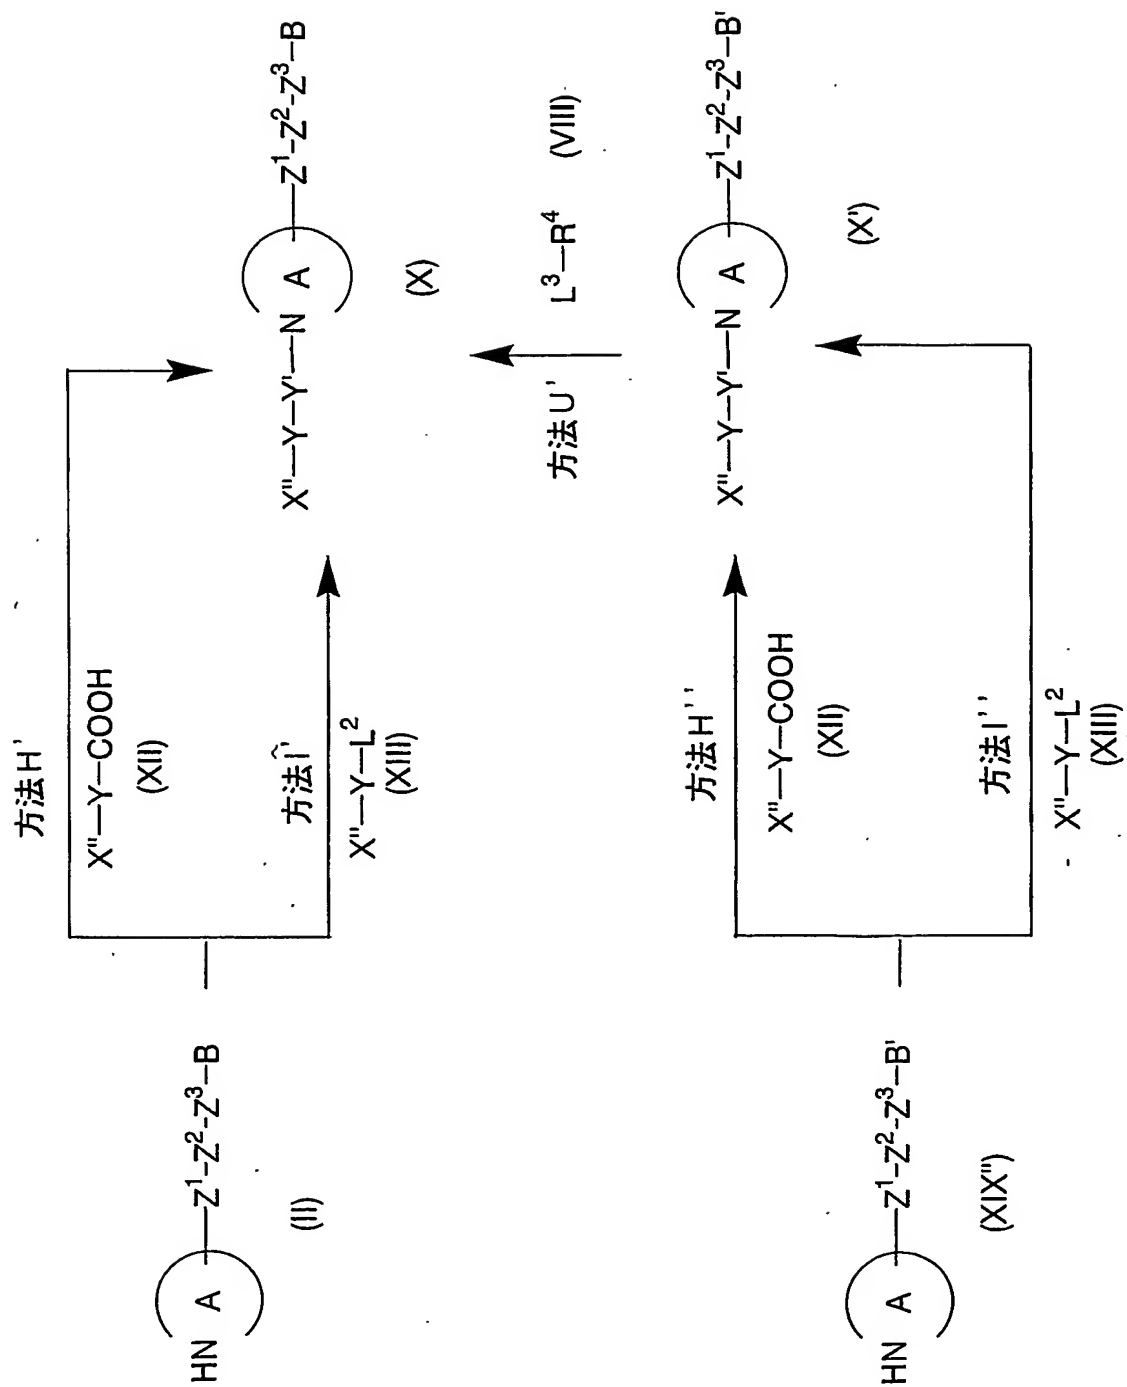 方法H'
X"—Y—COOH
(XII)
HN A —Z¹-Z²-Z³—B
(II)
方法I'
X"—Y—L²
(XIII)
X"—Y—Y'—N A —Z¹-Z²-Z³—B
(X)
方法U'
L³—R⁴ (VIII)
方法H''
X"—Y—COOH
(XII)
HN A —Z¹-Z²-Z³—B'
(XIX")
方法I''
X"—Y—L²
(XIII)
X"—Y—Y'—N A —Z¹-Z²-Z³—B'
(X')